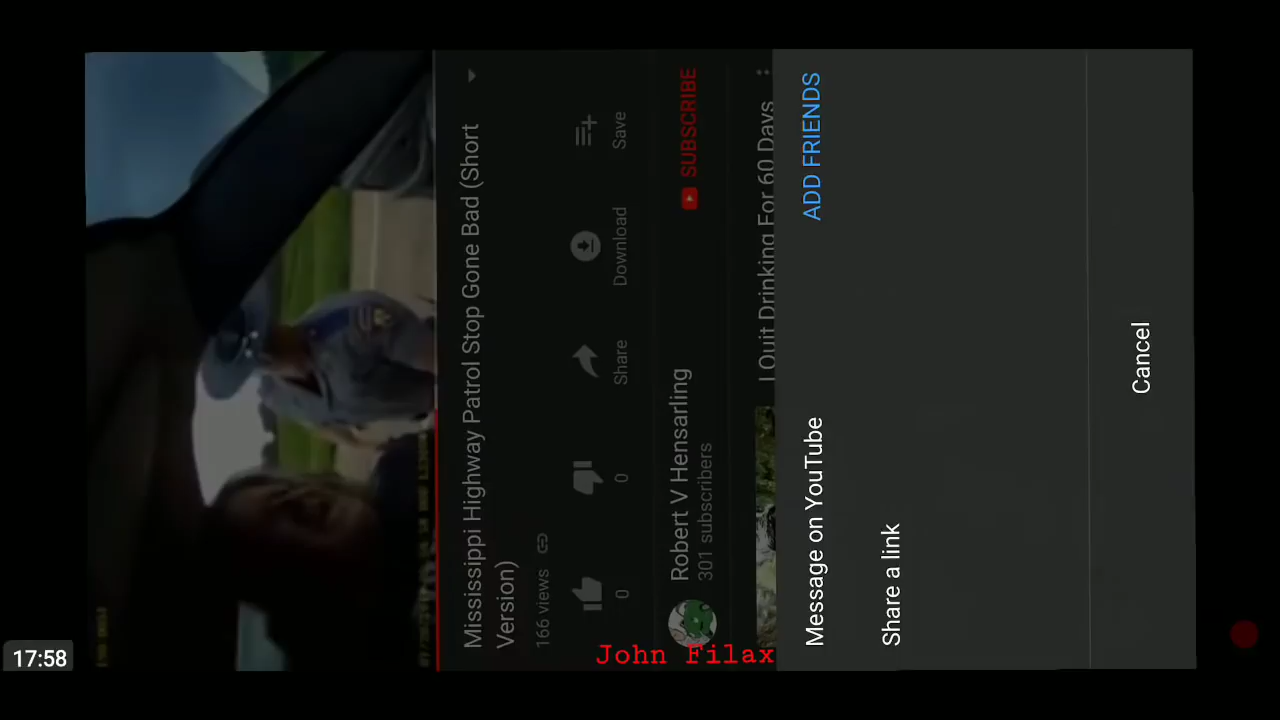 Mississippi Highway Patrol Stop Gone Bad (Short
Version)
166 views
0
0
Share
Download
Save
Robert V Hensarling
301 subscribers
SUBSCRIBE
I Quit Drinking For 60 Days
Message on YouTube
ADD FRIENDS
Share a link
Cancel
John Filax
17:58